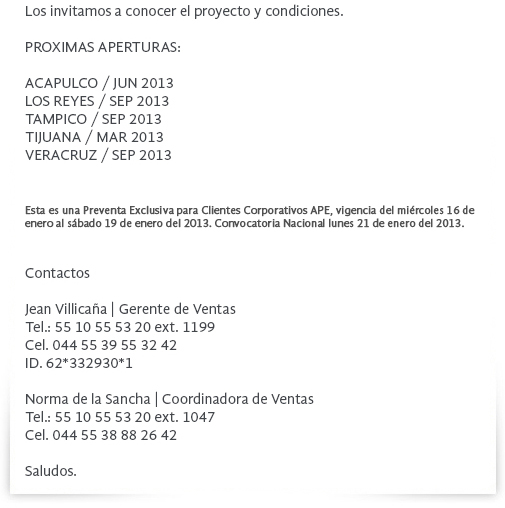 Los invitamos a conocer el proyecto y condiciones.
PROXIMAS APERTURAS:
ACAPULCO / JUN 2013
LOS REYES / SEP 2013
TAMPICO / SEP 2013
TIJUANA / MAR 2013
VERACRUZ / SEP 2013
Esta es una Preventa Exclusiva para Clientes Corporativos APE, vigencia del miércoles 16 de
enero al sábado 19 de enero del 2013. Convocatoria Nacional lunes 21 de enero del 2013.
Contactos
Jean Villicaña | Gerente de Ventas
Tel.: 55 10 55 53 20 ext. 1199
Cel. 044 55 39 55 32 42
ID. 62*332930*1
Norma de la Sancha | Coordinadora de Ventas
Tel.: 55 10 55 53 20 ext. 1047
Cel. 044 55 38 88 26 42
Saludos.